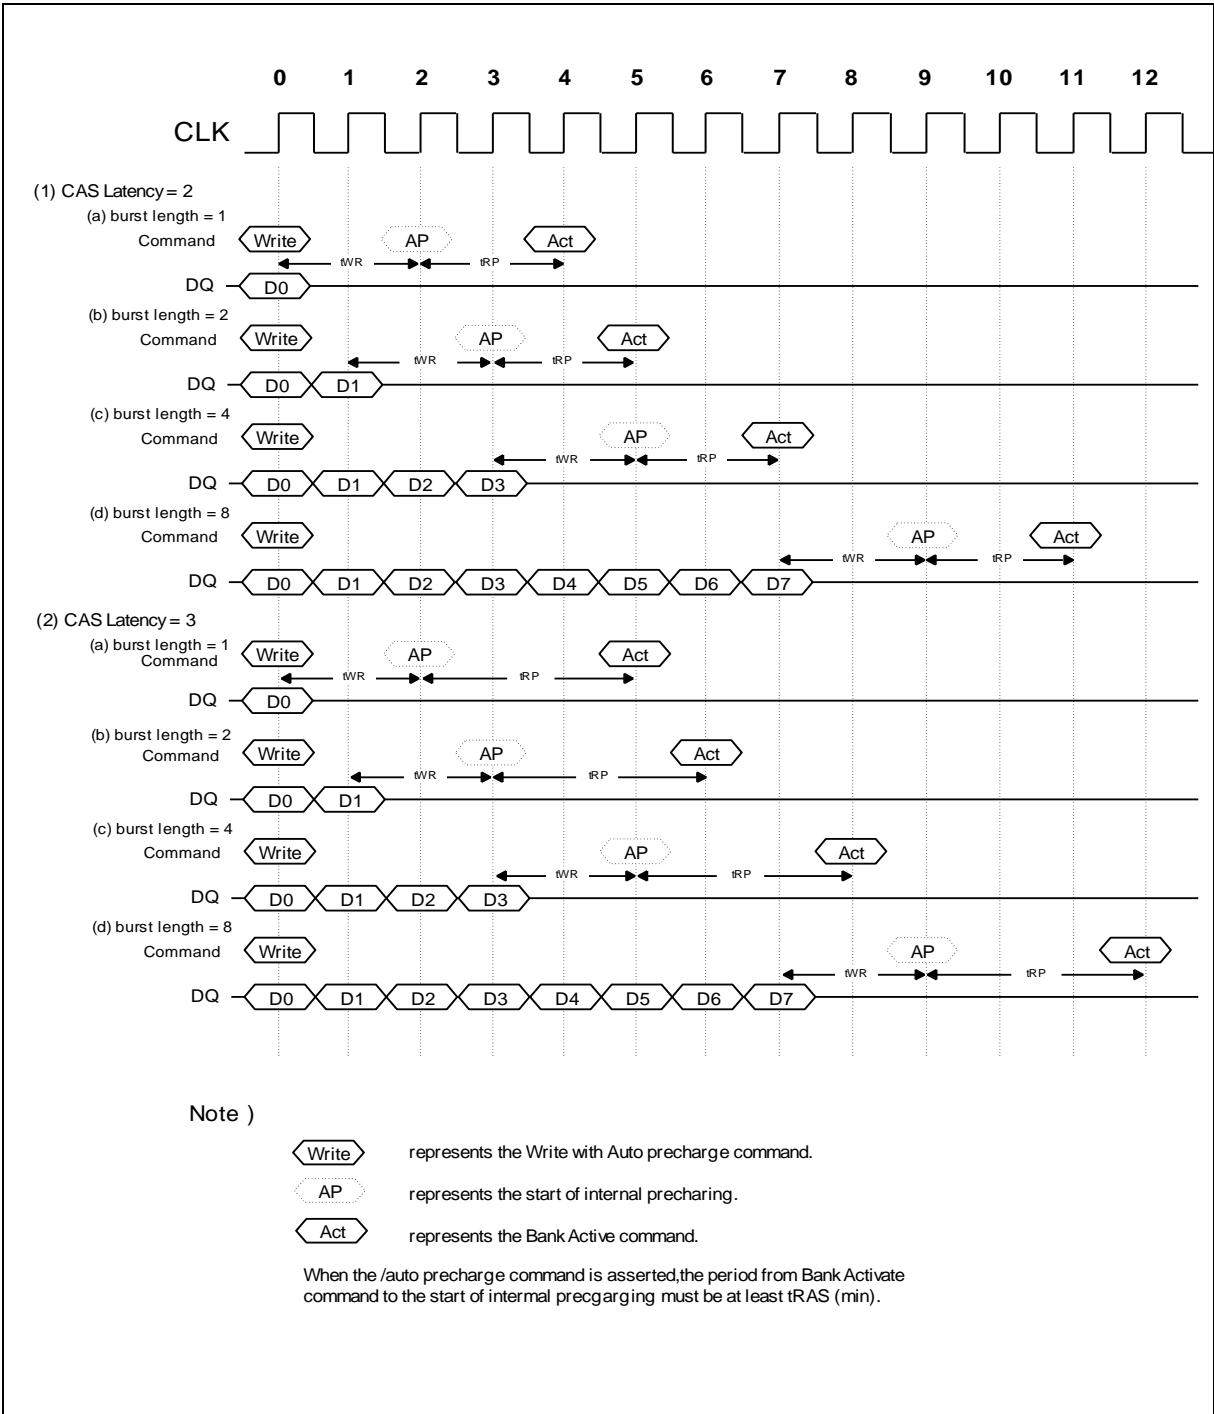 0 1 2 3 4 5 6 7 8 9 10 11 12
CLK
(1) CAS Latency = 2
(a) burst length = 1
Command Write AP Act
tWR tRP
DQ D0
(b) burst length = 2
Command Write AP Act
tWR tRP
DQ D0 D1
(c) burst length = 4
Command Write AP Act
tWR tRP
DQ D0 D1 D2 D3
(d) burst length = 8
Command Write AP Act
tWR tRP
DQ D0 D1 D2 D3 D4 D5 D6 D7
(2) CAS Latency = 3
(a) burst length = 1
Command Write AP Act
tWR tRP
DQ D0
(b) burst length = 2
Command Write AP Act
tWR tRP
DQ D0 D1
(c) burst length = 4
Command Write AP Act
tWR tRP
DQ D0 D1 D2 D3
(d) burst length = 8
Command Write AP Act
tWR tRP
DQ D0 D1 D2 D3 D4 D5 D6 D7
Note )
Write represents the Write with Auto precharge command.
AP represents the start of internal precharing.
Act represents the Bank Active command.
When the /auto precharge command is asserted,the period from Bank Activate
command to the start of intermal precgarging must be at least tRAS (min).